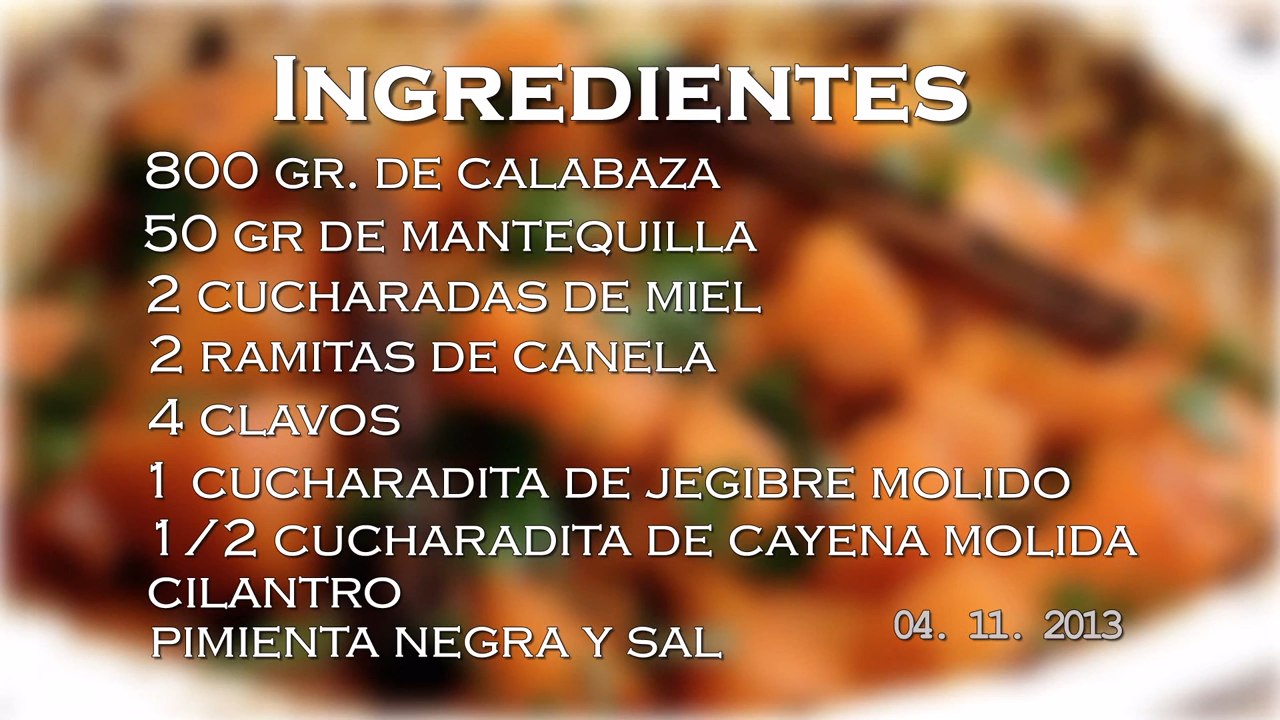 INGREDIENTES
800 GR. DE CALABAZA
50 GR DE MANTEQUILLA
2 CUCHARADAS DE MIEL
2 RAMITAS DE CANELA
4 CLAVOS
1 CUCHARADITA DE JEGIBRE MOLIDO
1/2 CUCHARADITA DE CAYENA MOLIDA
CILANTRO
PIMIENTA NEGRA Y SAL
04. 11. 2013